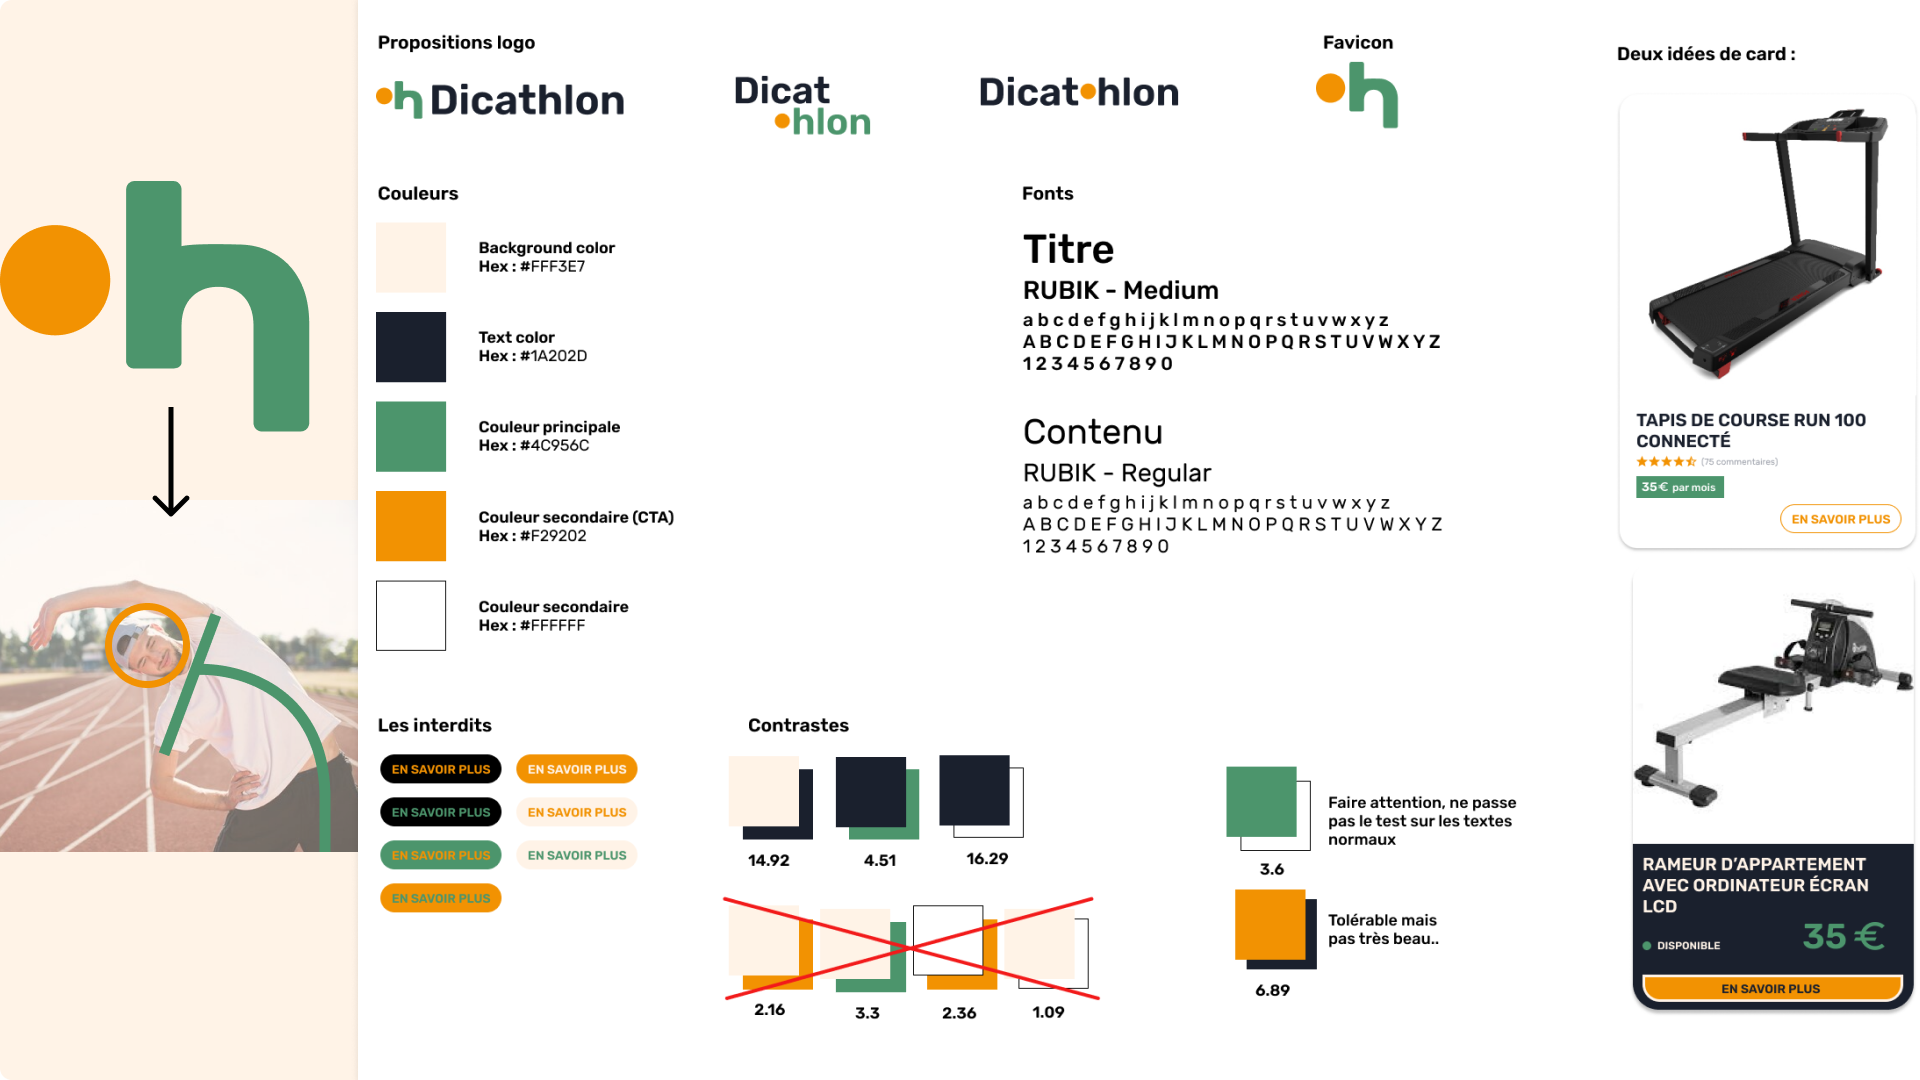 Propositions logo
h Dicathlon
Dicat
hlon
Dicat hlon
Favicon
h
Deux idées de card :
Couleurs
Background color
Hex : #FFF3E7
Text color
Hex : #1A202D
Couleur principale
Hex : #4C956C
Couleur secondaire (CTA)
Hex : #F29202
Couleur secondaire
Hex : #FFFFFF
Fonts
Titre
RUBIK - Medium
a b c d e f g h i j k l m n o p q r s t u v w x y z
A B C D E F G H I J K L M N O P Q R S T U V W X Y Z
1 2 3 4 5 6 7 8 9 0
Contenu
RUBIK - Regular
a b c d e f g h i j k l m n o p q r s t u v w x y z
A B C D E F G H I J K L M N O P Q R S T U V W X Y Z
1 2 3 4 5 6 7 8 9 0
Les interdits
EN SAVOIR PLUS
EN SAVOIR PLUS
EN SAVOIR PLUS
EN SAVOIR PLUS
EN SAVOIR PLUS
EN SAVOIR PLUS
EN SAVOIR PLUS
Contrastes
14.92
4.51
16.29
2.16
3.3
2.36
1.09
3.6
Faire attention, ne passe
pas le test sur les textes
normaux
6.89
Tolérable mais
pas très beau..
TAPIS DE COURSE RUN 100
CONNECTÉ
(75 commentaires)
35€ par mois
EN SAVOIR PLUS
RAMEUR D'APPARTEMENT
AVEC ORDINATEUR ÉCRAN
LCD
DISPONIBLE
35 €
EN SAVOIR PLUS